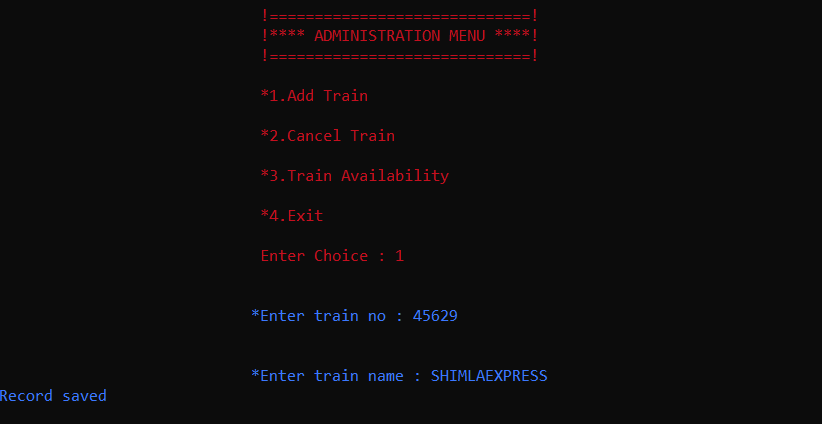 !=============================!
!**** ADMINISTRATION MENU ****!
!=============================!
*1.Add Train
*2.Cancel Train
*3.Train Availability
*4.Exit
Enter Choice : 1
*Enter train no : 45629
*Enter train name : SHIMLAEXPRESS
Record saved